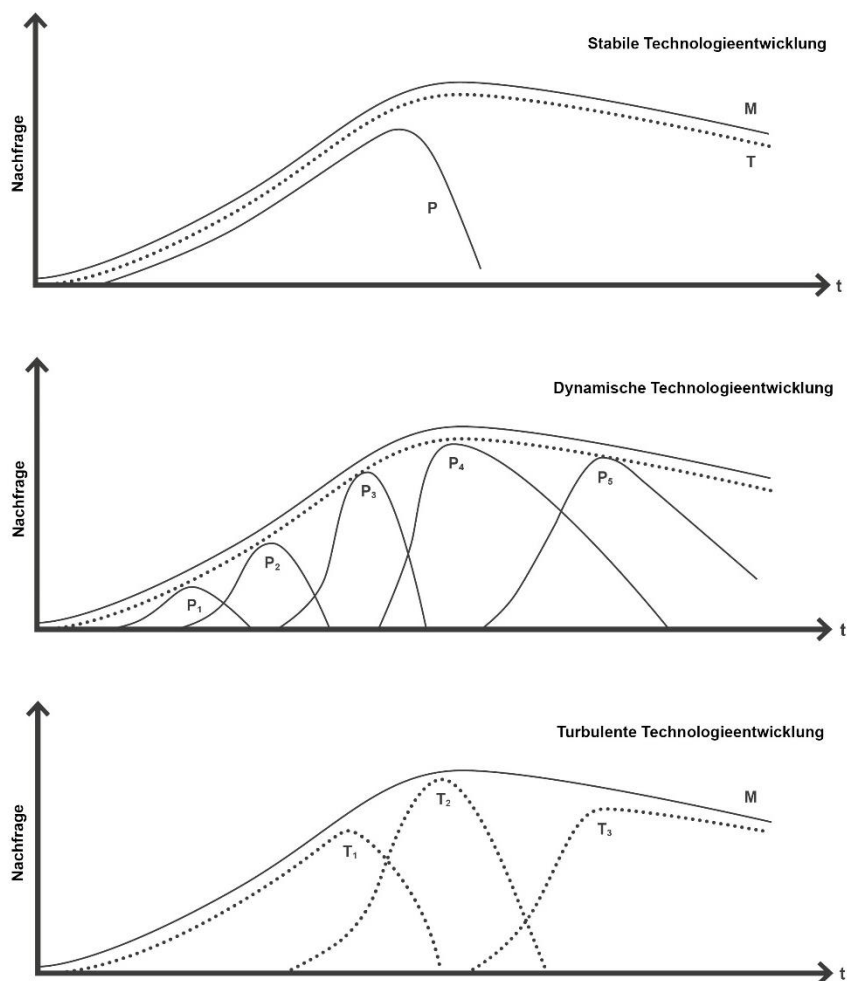 Stabile Technologieentwicklung
Nachfrage
M
T
P
t
Dynamische Technologieentwicklung
Nachfrage
P₁
P₂
P₃
P₄
P₅
t
Turbulente Technologieentwicklung
Nachfrage
M
T₁
T₂
T₃
t